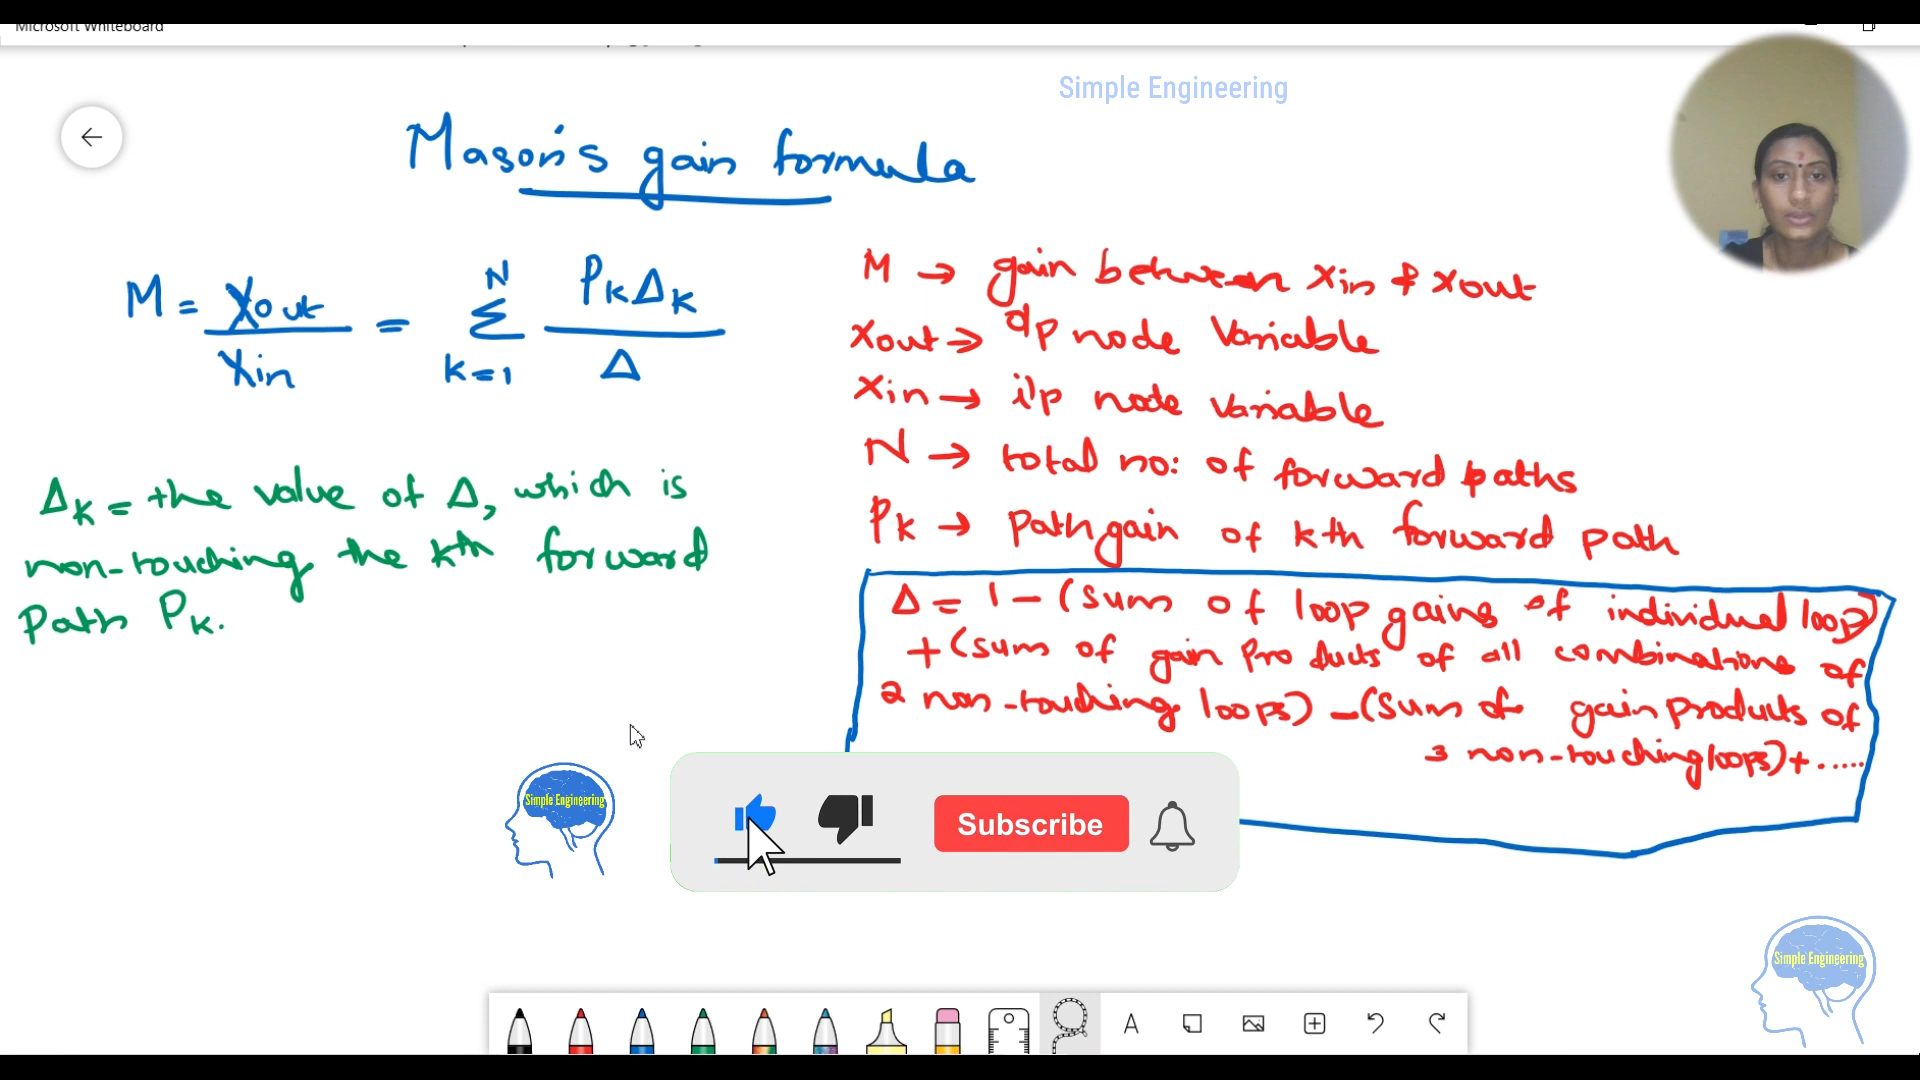 Microsoft Whiteboard
Simple Engineering
Mason's gain formula
M = Xout / Xin = N Σ k=1 PkΔk / Δ
M → gain between Xin & Xout
Xout → o/p node variable
Xin → i/p node variable
N → total no: of forward paths
Pk → Path gain of kth forward path
Δk = the value of Δ, which is
non-touching the kth forward
Path Pk.
Δ = 1 - (sum of loop gains of individual loop)
+ (sum of gain products of all combinations of
2 non-touching loops) - (sum of gain products of
3 non-touching loops) + .....
Simple Engineering
Subscribe
Simple Engineering
A